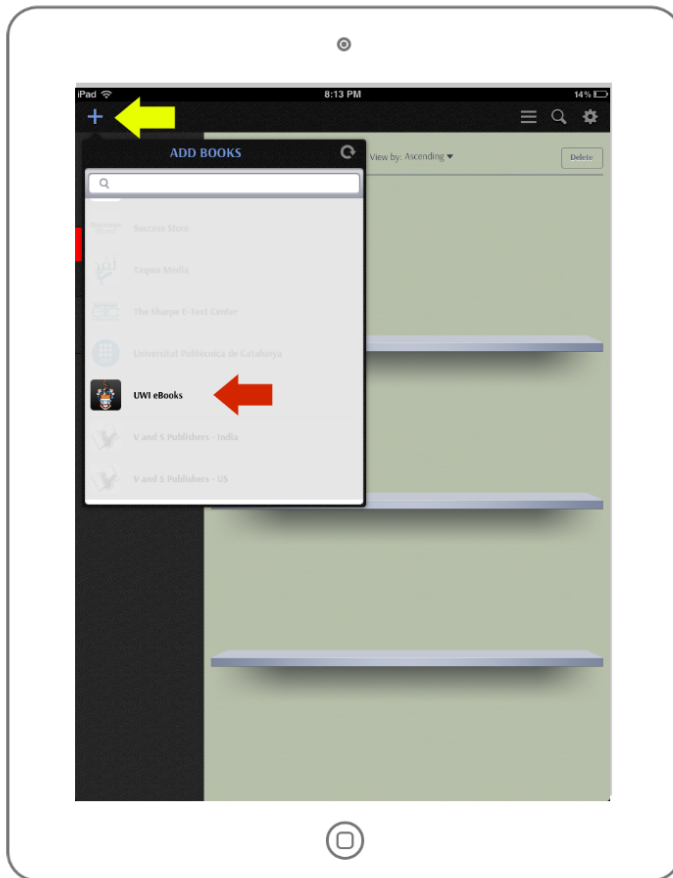 iPad 8:13 PM 14%
ADD BOOKS
View by: Ascending
Delete
Success Store
Tagus Media
The Sharpe E-Text Center
Universitat Politècnica de Catalunya
UWI eBooks
V and S Publishers - India
V and S Publishers - US